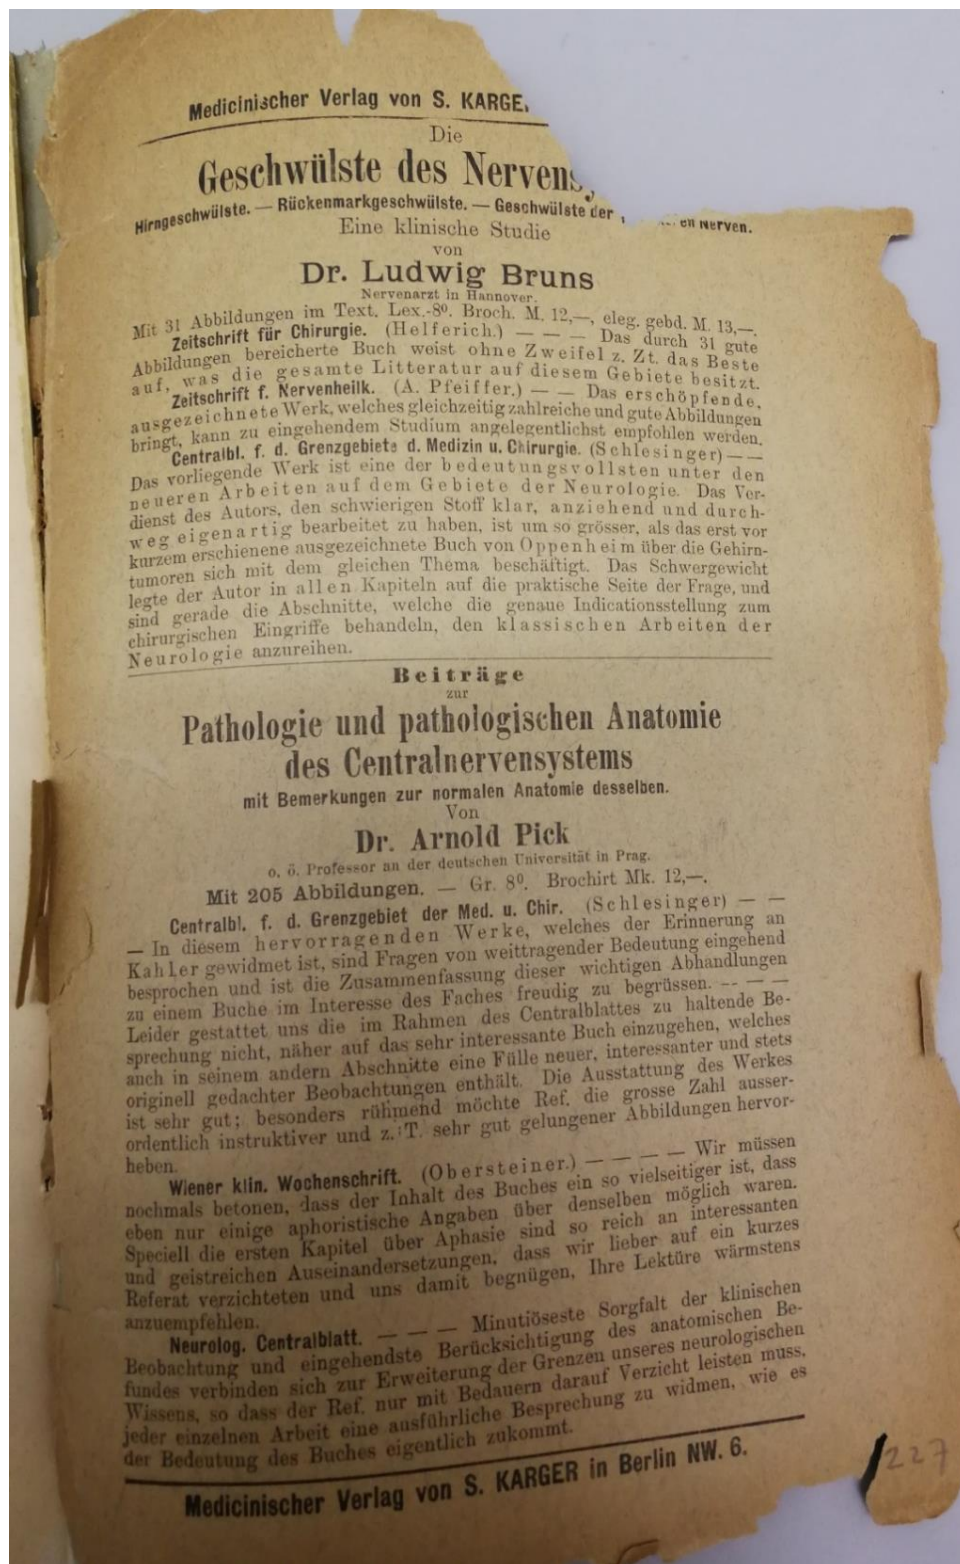 Medicinischer Verlag von S. KARGE
Die
Geschwülste des Nervens
Hirngeschwülste. — Rückenmarkgeschwülste. — Geschwülste der en Nerven.
Eine klinische Studie
von
Dr. Ludwig Bruns
Nervenarzt in Hannover.
Mit 31 Abbildungen im Text. Lex.-8⁰. Broch. M. 12,—, eleg. gebd. M. 13,—.
Zeitschrift für Chirurgie. (Helferich.) — — — Das durch 31 gute
Abbildungen bereicherte Buch weist ohne Zweifel z. Zt. das Beste
auf, was die gesamte Litteratur auf diesem Gebiete besitzt.
Zeitschrift f. Nervenheilk. (A. Pfeiffer.) — — Das erschöpfende,
ausgezeichnete Werk, welches gleichzeitig zahlreiche und gute Abbildungen
bringt, kann zu eingehendem Studium angelegentlichst empfohlen werden.
Centralbl. f. d. Grenzgebiete d. Medizin u. Chirurgie. (Schlesinger) — —
Das vorliegende Werk ist eine der bedeutungsvollsten unter den
neueren Arbeiten auf dem Gebiete der Neurologie. Das Ver-
dienst des Autors, den schwierigen Stoff klar, anziehend und durch-
weg eigenartig bearbeitet zu haben, ist um so grösser, als das erst vor
kurzem erschienene ausgezeichnete Buch von Oppenheim über die Gehirn-
tumoren sich mit dem gleichen Thema beschäftigt. Das Schwergewicht
legte der Autor in allen Kapiteln auf die praktische Seite der Frage, und
sind gerade die Abschnitte, welche die genaue Indicationsstellung zum
chirurgischen Eingriffe behandeln, den klassischen Arbeiten der
Neurologie anzureihen.
Beiträge
zur
Pathologie und pathologischen Anatomie
des Centralnervensystems
mit Bemerkungen zur normalen Anatomie desselben.
Von
Dr. Arnold Pick
o. ö. Professor an der deutschen Universität in Prag.
Mit 205 Abbildungen. — Gr. 8⁰. Brochirt Mk. 12,—.
Centralbl. f. d. Grenzgebiet der Med. u. Chir. (Schlesinger) — —
— In diesem hervorragenden Werke, welches der Erinnerung an
Kahler gewidmet ist, sind Fragen von weittragender Bedeutung eingehend
besprochen und ist die Zusammenfassung dieser wichtigen Abhandlungen
zu einem Buche im Interesse des Faches freudig zu begrüssen. — — —
Leider gestattet uns die im Rahmen des Centralblattes zu haltende Be-
sprechung nicht, näher auf das sehr interessante Buch einzugehen, welches
auch in seinem andern Abschnitte eine Fülle neuer, interessanter und stets
originell gedachter Beobachtungen enthält. Die Ausstattung des Werkes
ist sehr gut; besonders rühmend möchte Ref. die grosse Zahl ausser-
ordentlich instruktiver und z. T. sehr gut gelungener Abbildungen hervor-
heben.
Wiener klin. Wochenschrift. (Obersteiner.) — — — — Wir müssen
nochmals betonen, dass der Inhalt des Buches ein so vielseitiger ist, dass
eben nur einige aphoristische Angaben über denselben möglich waren.
Speciell die ersten Kapitel über Aphasie sind so reich an interessanten
und geistreichen Auseinandersetzungen, dass wir lieber auf ein kurzes
Referat verzichteten und uns damit begnügen, Ihre Lektüre wärmstens
anzuempfehlen.
Neurolog. Centralblatt. — — — Minutiöseste Sorgfalt der klinischen
Beobachtung und eingehendste Berücksichtigung des anatomischen Be-
fundes verbinden sich zur Erweiterung der Grenzen unseres neurologischen
Wissens, so dass der Ref. nur mit Bedauern darauf Verzicht leisten muss,
jeder einzelnen Arbeit eine ausführliche Besprechung zu widmen, wie es
der Bedeutung des Buches eigentlich zukommt.
Medicinischer Verlag von S. KARGER in Berlin NW. 6.
227